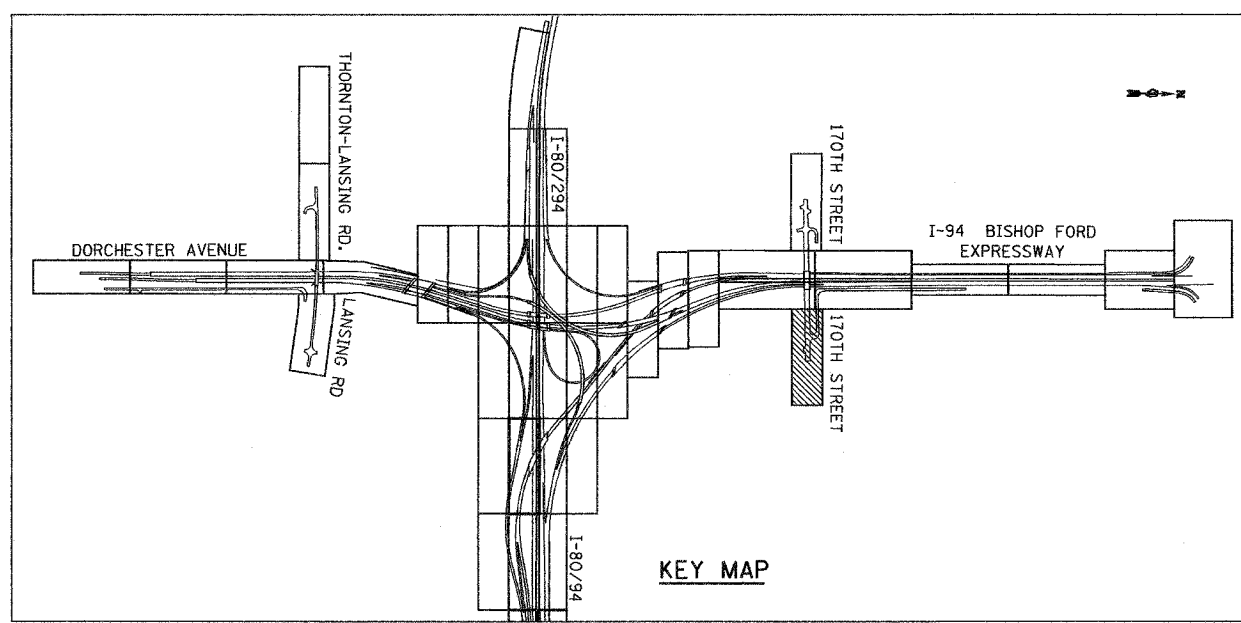 THORNTON-LANSING RD.
I-80/294
170TH STREET
N
DORCHESTER AVENUE
I-94 BISHOP FORD
EXPRESSWAY
LANSING RD
170TH STREET
I-80/94
KEY MAP